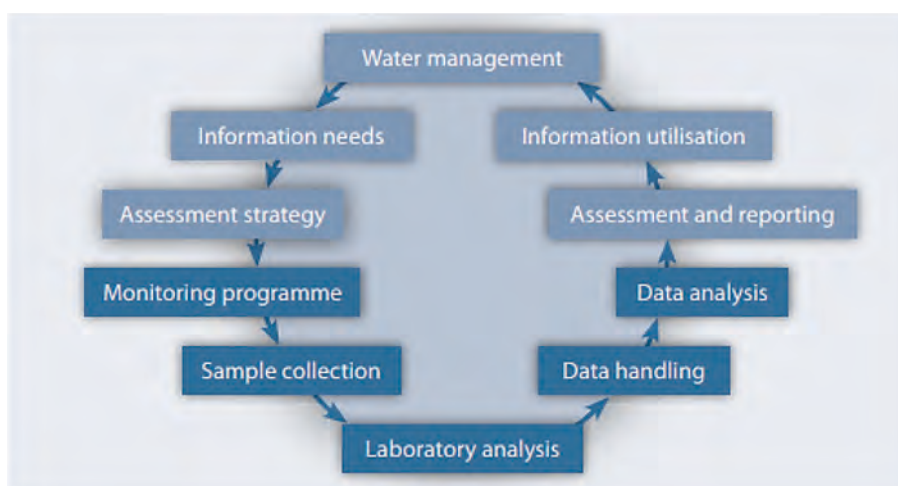 Water management
Information needs
Information utilisation
Assessment strategy
Assessment and reporting
Monitoring programme
Data analysis
Sample collection
Data handling
Laboratory analysis